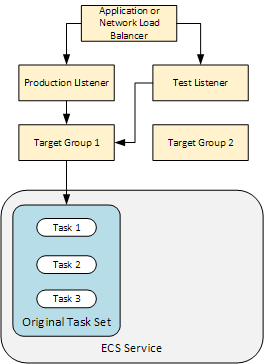 Application or
Network Load
Balancer
Production Listener
Test Listener
Target Group 1
Target Group 2
Task 1
Task 2
Task 3
Original Task Set
ECS Service